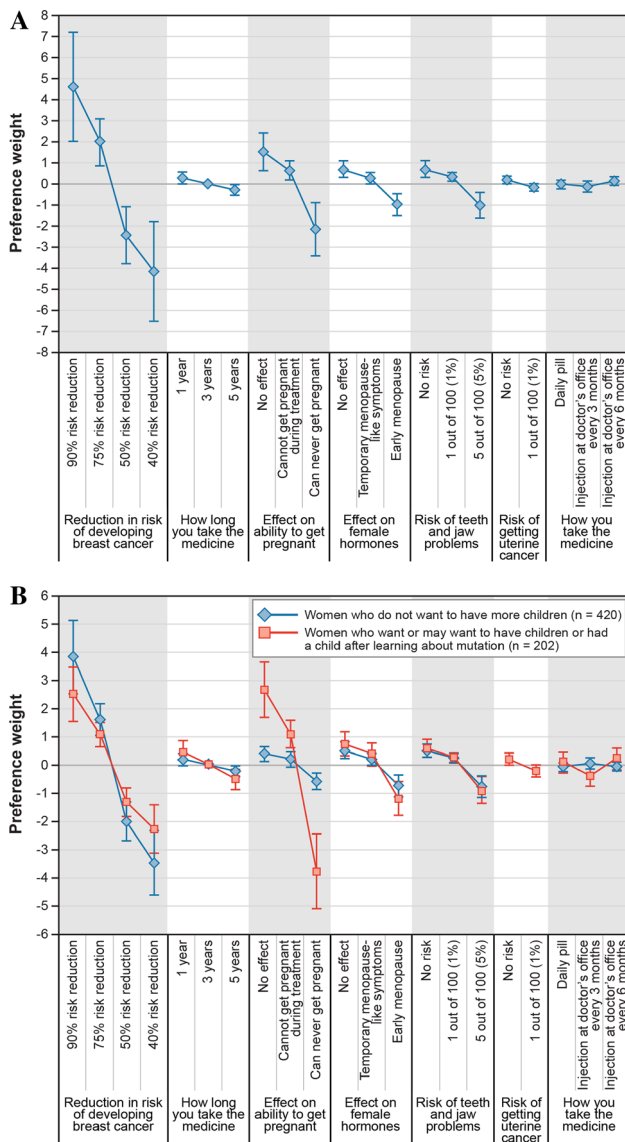 A
8
7
6
5
4
3
2
1
0
-1
-2
-3
-4
-5
-6
-7
-8
Preference weight
90% risk reduction
75% risk reduction
50% risk reduction
40% risk reduction
1 year
3 years
5 years
No effect
Cannot get pregnant
during treatment
Can never get pregnant
No effect
Temporary menopause-
like symptoms
Early menopause
No risk
1 out of 100 (1%)
5 out of 100 (5%)
No risk
1 out of 100 (1%)
Daily pill
Injection at doctor's office
every 3 months
Injection at doctor's office
every 6 months
Reduction in risk
of developing
breast cancer
How long
you take the
medicine
Effect on
ability to get
pregnant
Effect on
female
hormones
Risk of teeth
and jaw
problems
Risk of
getting
uterine
cancer
How you
take the
medicine
B
6
5
4
3
2
1
0
-1
-2
-3
-4
-5
-6
Preference weight
Women who do not want to have more children (n = 420)
Women who want or may want to have children or had
a child after learning about mutation (n = 202)
90% risk reduction
75% risk reduction
50% risk reduction
40% risk reduction
1 year
3 years
5 years
No effect
Cannot get pregnant
during treatment
Can never get pregnant
No effect
Temporary menopause-
like symptoms
Early menopause
No risk
1 out of 100 (1%)
5 out of 100 (5%)
No risk
1 out of 100 (1%)
Daily pill
Injection at doctor's office
every 3 months
Injection at doctor's office
every 6 months
Reduction in risk
of developing
breast cancer
How long
you take the
medicine
Effect on
ability to get
pregnant
Effect on
female
hormones
Risk of teeth
and jaw
problems
Risk of
getting
uterine
cancer
How you
take the
medicine